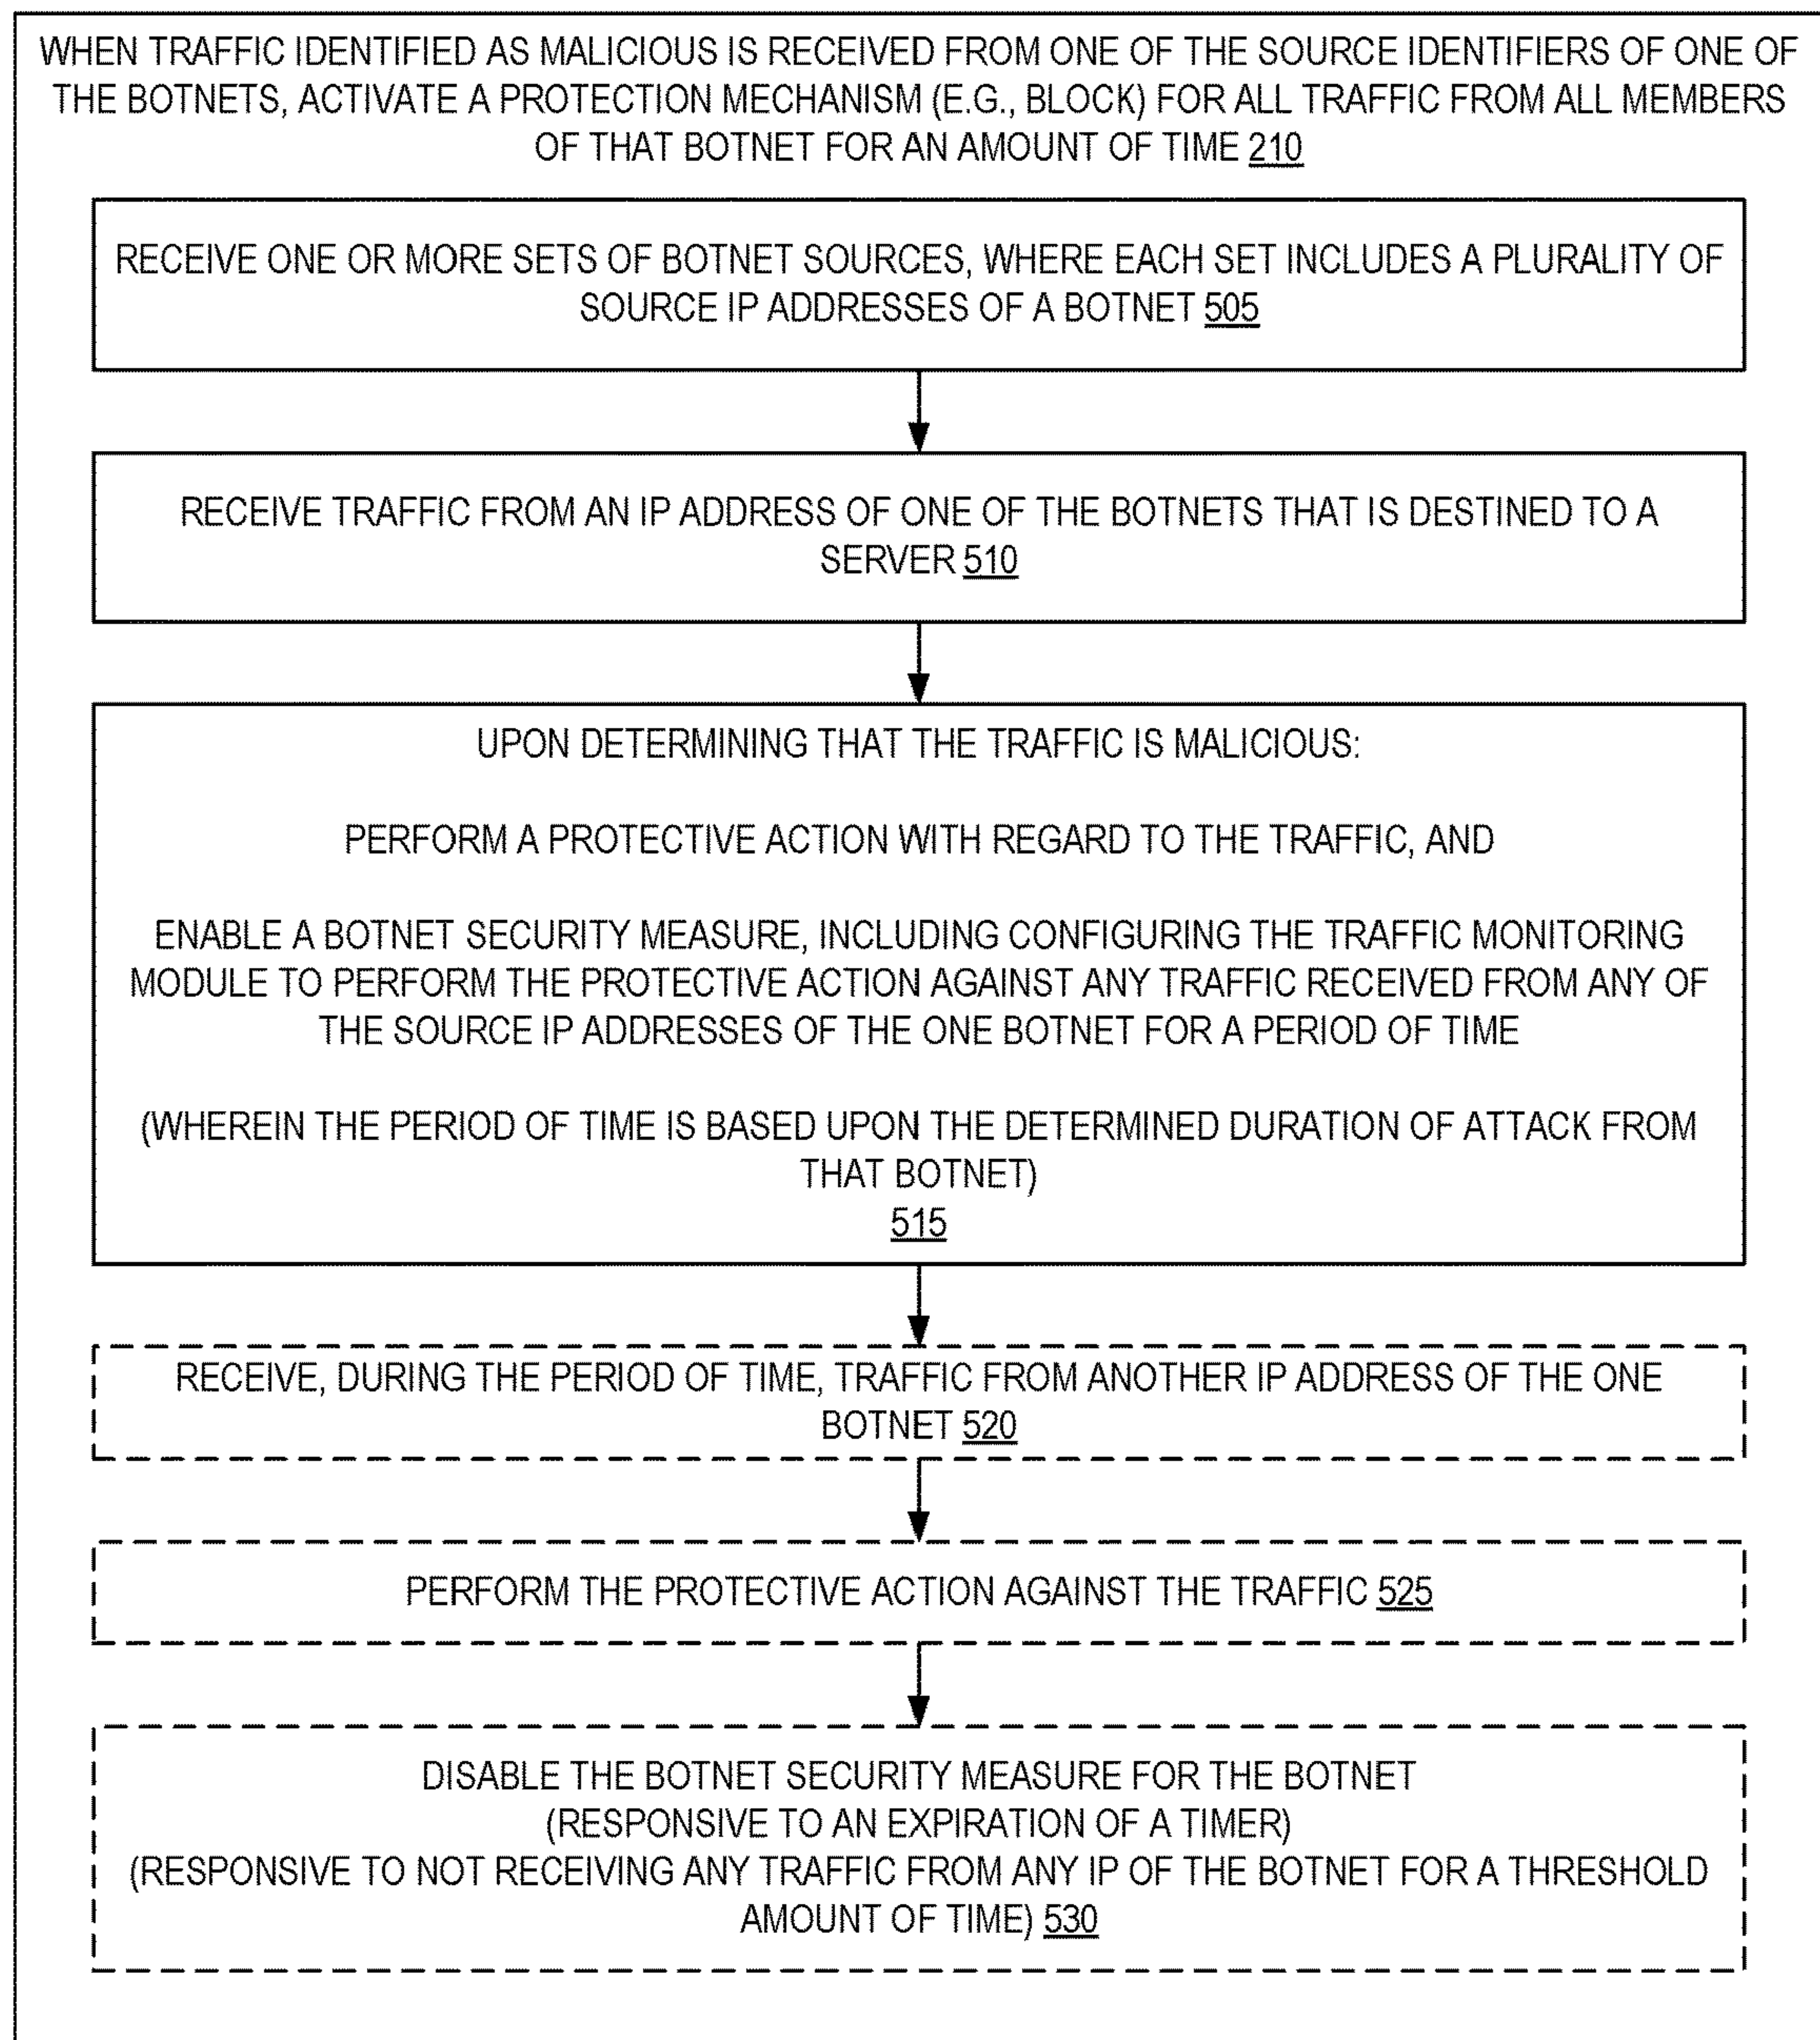 WHEN TRAFFIC IDENTIFIED AS MALICIOUS IS RECEIVED FROM ONE OF THE SOURCE IDENTIFIERS OF ONE OF
THE BOTNETS, ACTIVATE A PROTECTION MECHANISM (E.G., BLOCK) FOR ALL TRAFFIC FROM ALL MEMBERS
OF THAT BOTNET FOR AN AMOUNT OF TIME 210
RECEIVE ONE OR MORE SETS OF BOTNET SOURCES, WHERE EACH SET INCLUDES A PLURALITY OF
SOURCE IP ADDRESSES OF A BOTNET 505
RECEIVE TRAFFIC FROM AN IP ADDRESS OF ONE OF THE BOTNETS THAT IS DESTINED TO A
SERVER 510
UPON DETERMINING THAT THE TRAFFIC IS MALICIOUS:
PERFORM A PROTECTIVE ACTION WITH REGARD TO THE TRAFFIC, AND
ENABLE A BOTNET SECURITY MEASURE, INCLUDING CONFIGURING THE TRAFFIC MONITORING
MODULE TO PERFORM THE PROTECTIVE ACTION AGAINST ANY TRAFFIC RECEIVED FROM ANY OF
THE SOURCE IP ADDRESSES OF THE ONE BOTNET FOR A PERIOD OF TIME
(WHEREIN THE PERIOD OF TIME IS BASED UPON THE DETERMINED DURATION OF ATTACK FROM
THAT BOTNET)
515
RECEIVE, DURING THE PERIOD OF TIME, TRAFFIC FROM ANOTHER IP ADDRESS OF THE ONE
BOTNET 520
PERFORM THE PROTECTIVE ACTION AGAINST THE TRAFFIC 525
DISABLE THE BOTNET SECURITY MEASURE FOR THE BOTNET
(RESPONSIVE TO AN EXPIRATION OF A TIMER)
(RESPONSIVE TO NOT RECEIVING ANY TRAFFIC FROM ANY IP OF THE BOTNET FOR A THRESHOLD
AMOUNT OF TIME) 530